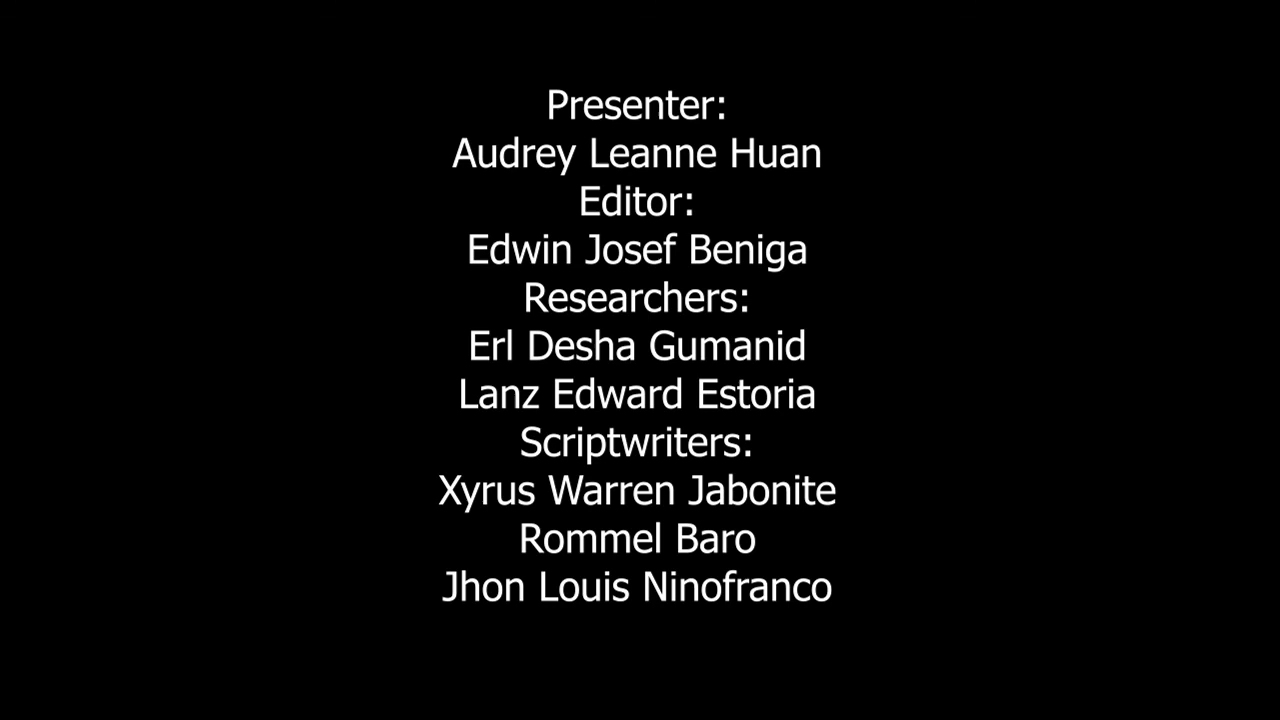 Presenter:
Audrey Leanne Huan
Editor:
Edwin Josef Beniga
Researchers:
Erl Desha Gumanid
Lanz Edward Estoria
Scriptwriters:
Xyrus Warren Jabonite
Rommel Baro
Jhon Louis Ninofranco